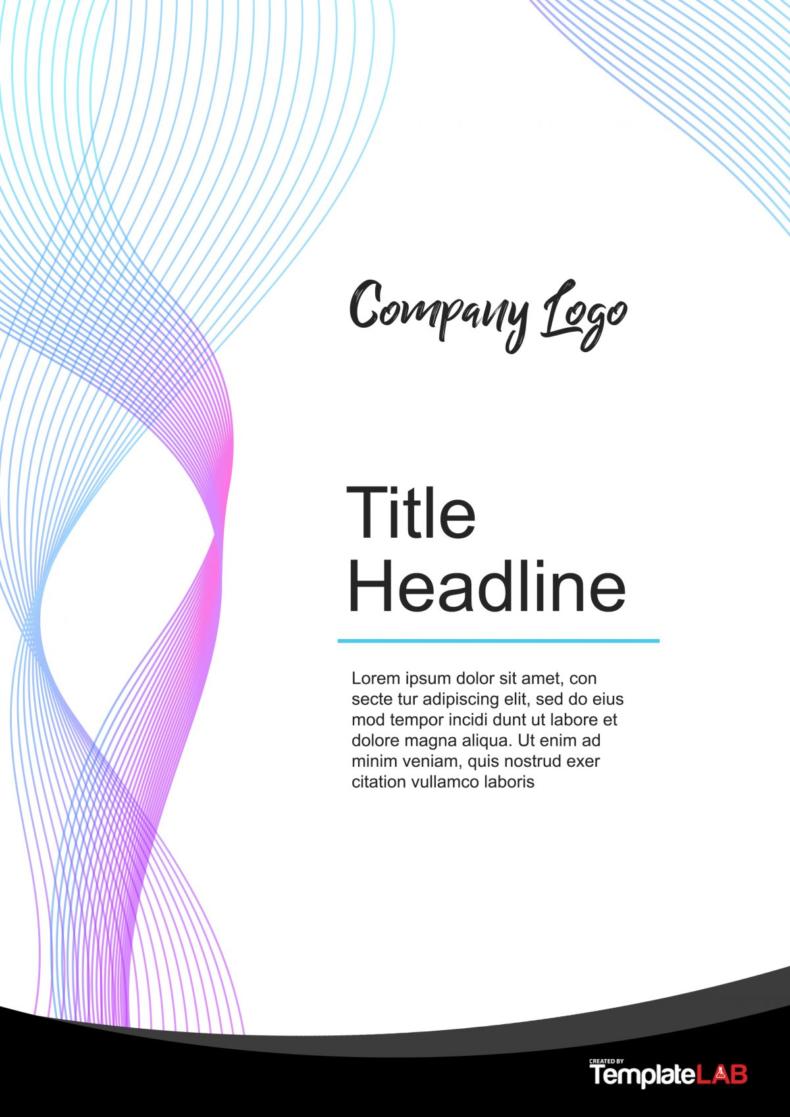 Company Logo
Title
Headline
Lorem ipsum dolor sit amet, con
secte tur adipiscing elit, sed do eius
mod tempor incidi dunt ut labore et
dolore magna aliqua. Ut enim ad
minim veniam, quis nostrud exer
citation vullamco laboris
CREATED BY
TemplateLAB